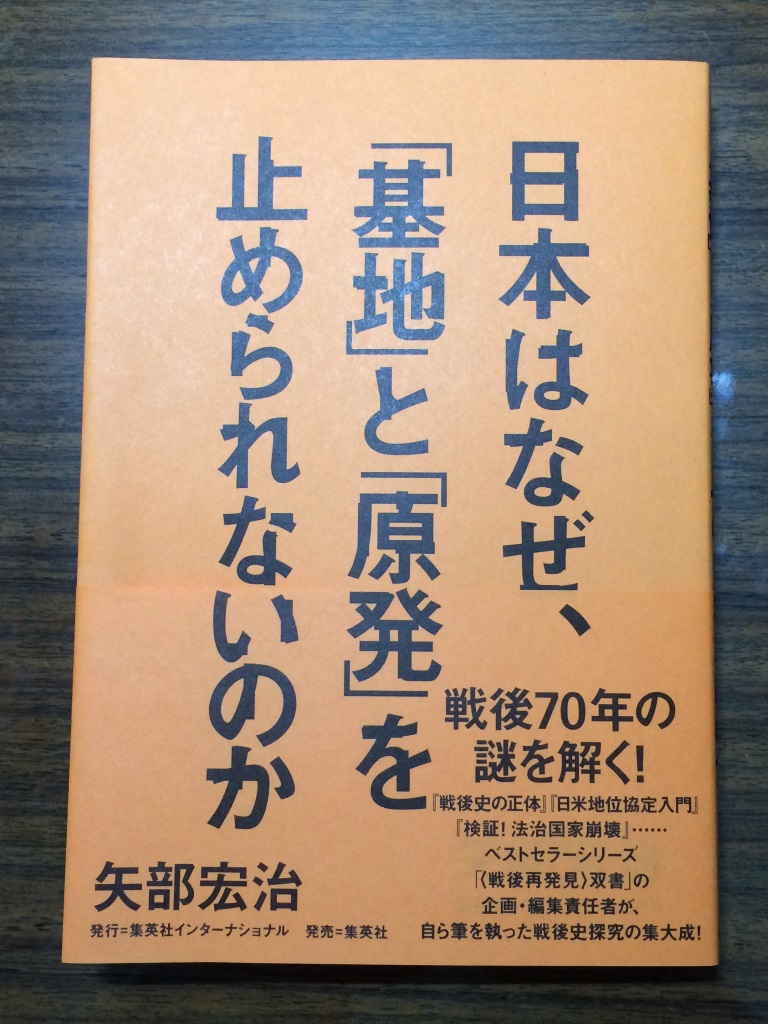 日本はなぜ、
「基地」と「原発」を
止められないのか
戦後70年の
謎を解く!
『戦後史の正体』『日米地位協定入門』
『検証! 法治国家崩壊』……
ベストセラーシリーズ
「〈戦後再発見〉双書」の
企画・編集責任者が、
自ら筆を執った戦後史探究の集大成!
矢部宏治
発行=集英社インターナショナル 発売=集英社